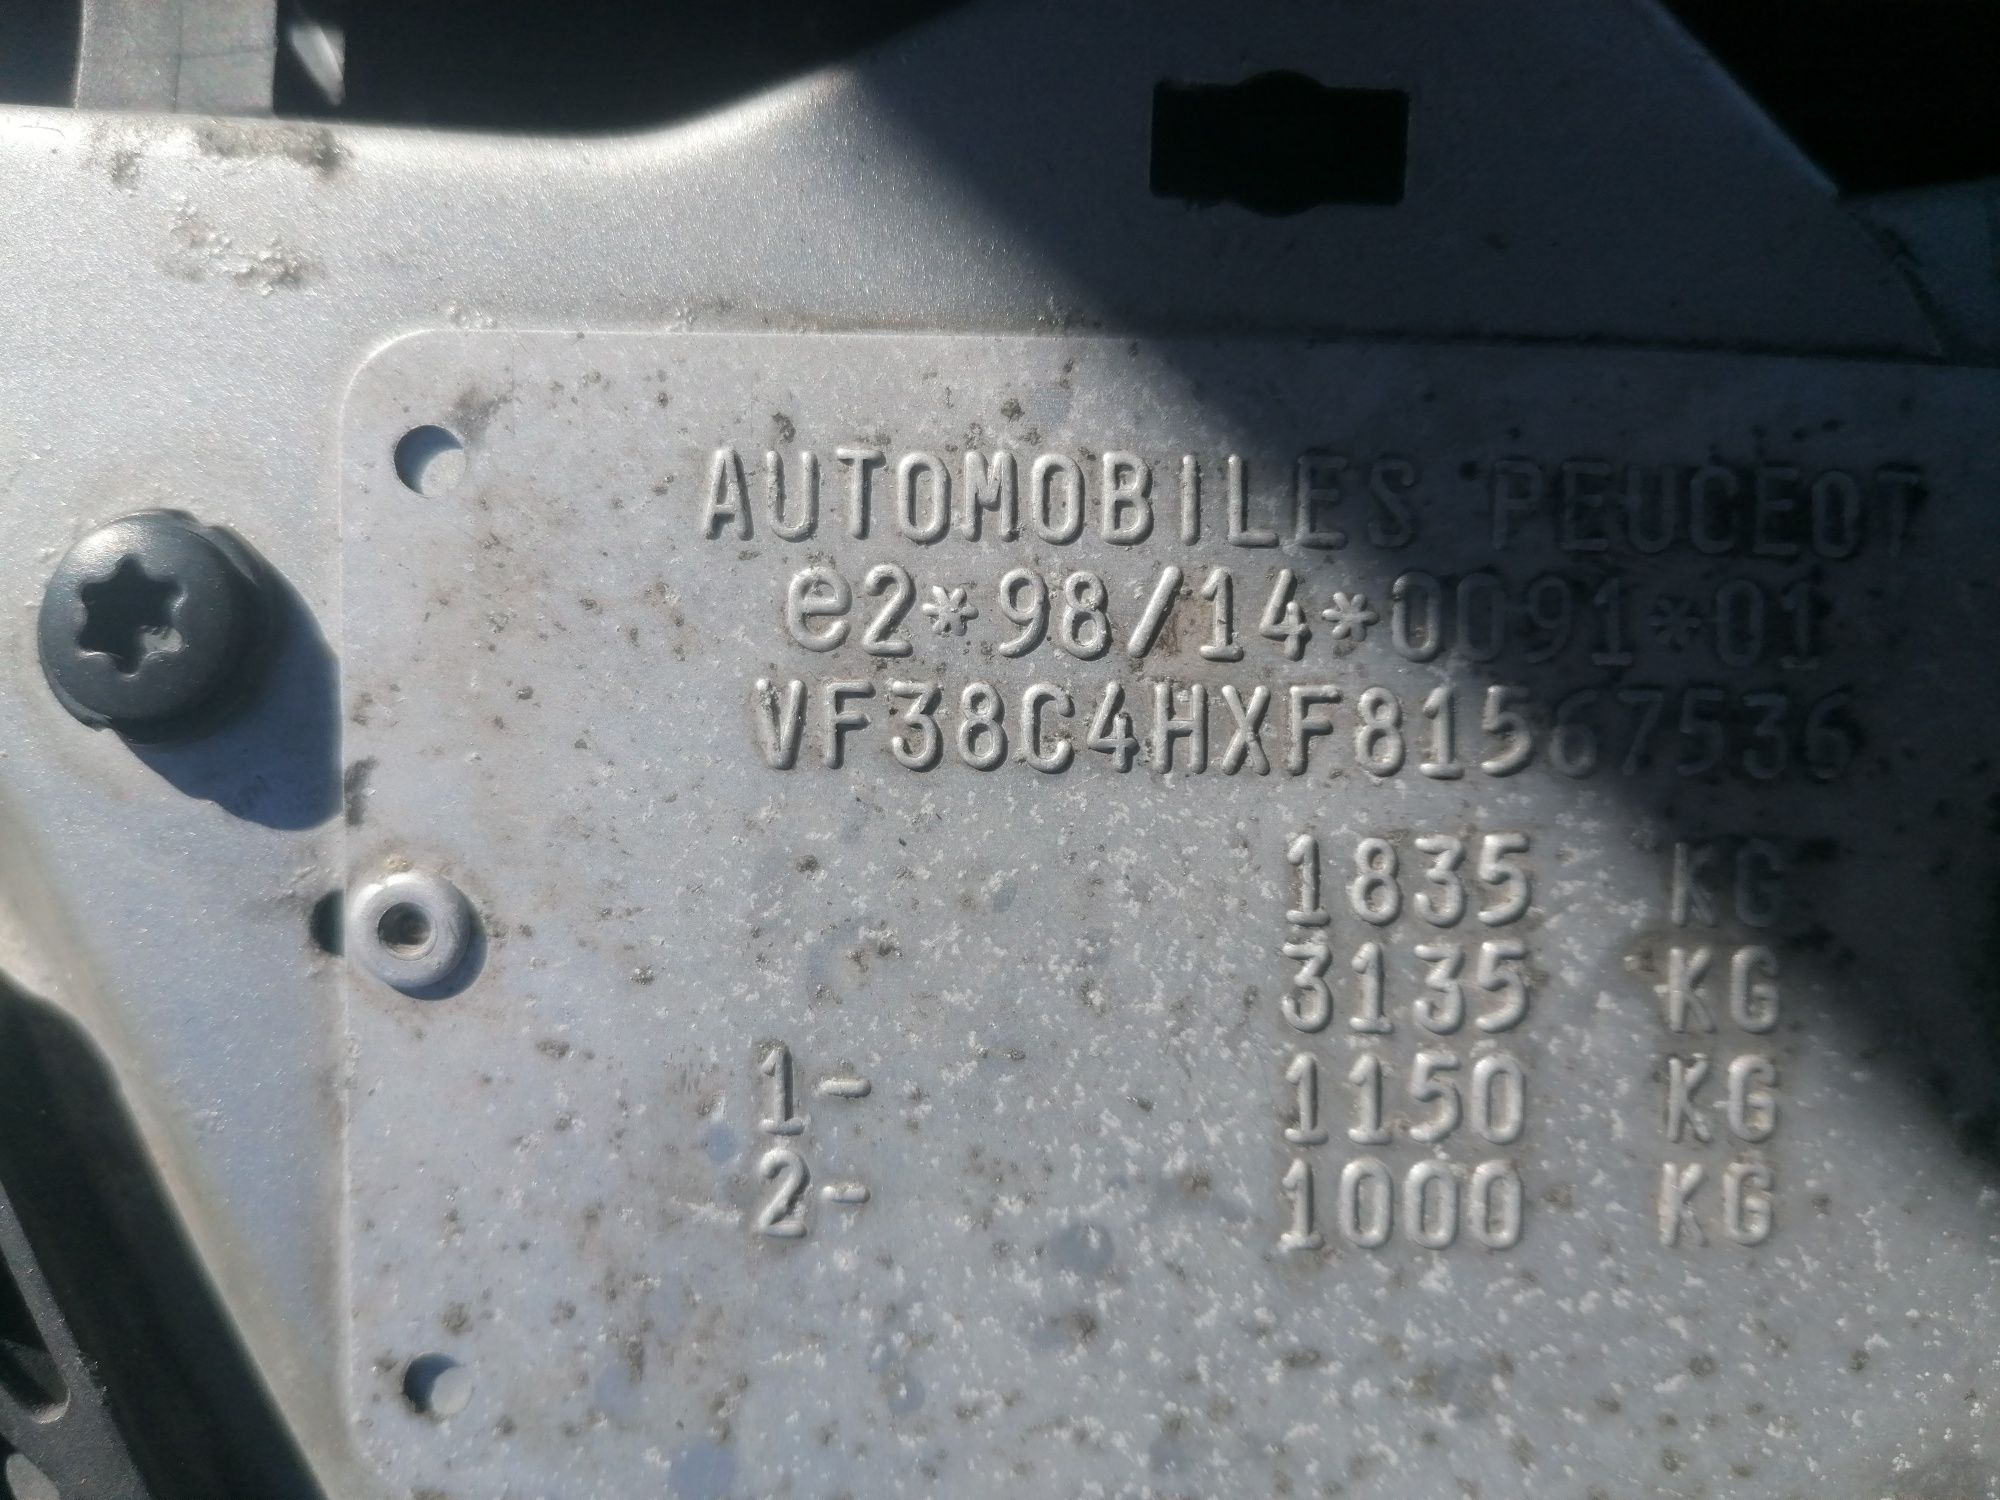 AUTOMOBILES PEUGEOT
e2*98/14*0091*01
VF38C4HXF81567536
1835 KG
3135 KG
1- 1150 KG
2- 1000 KG